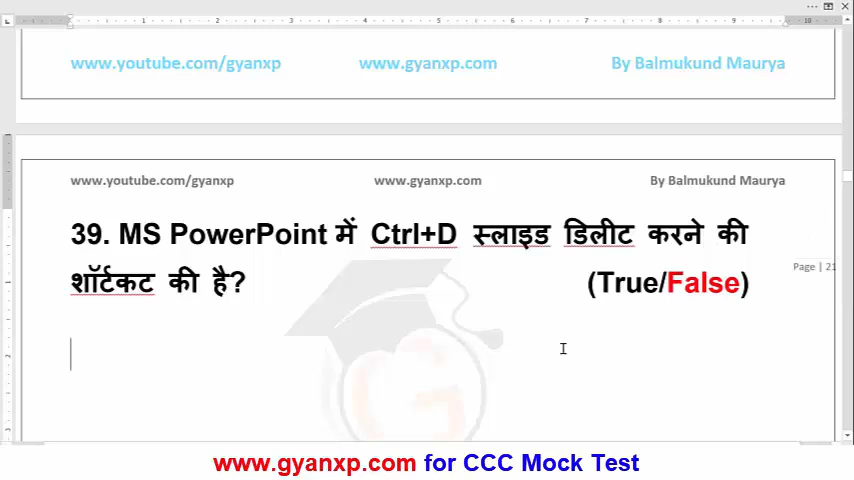 www.youtube.com/gyanxp www.gyanxp.com By Balmukund Maurya
www.youtube.com/gyanxp www.gyanxp.com By Balmukund Maurya
39. MS PowerPoint में Ctrl+D स्लाइड डिलीट करने की
Page | 21
शॉर्टकट की है? (True/False)
www.gyanxp.com for CCC Mock Test